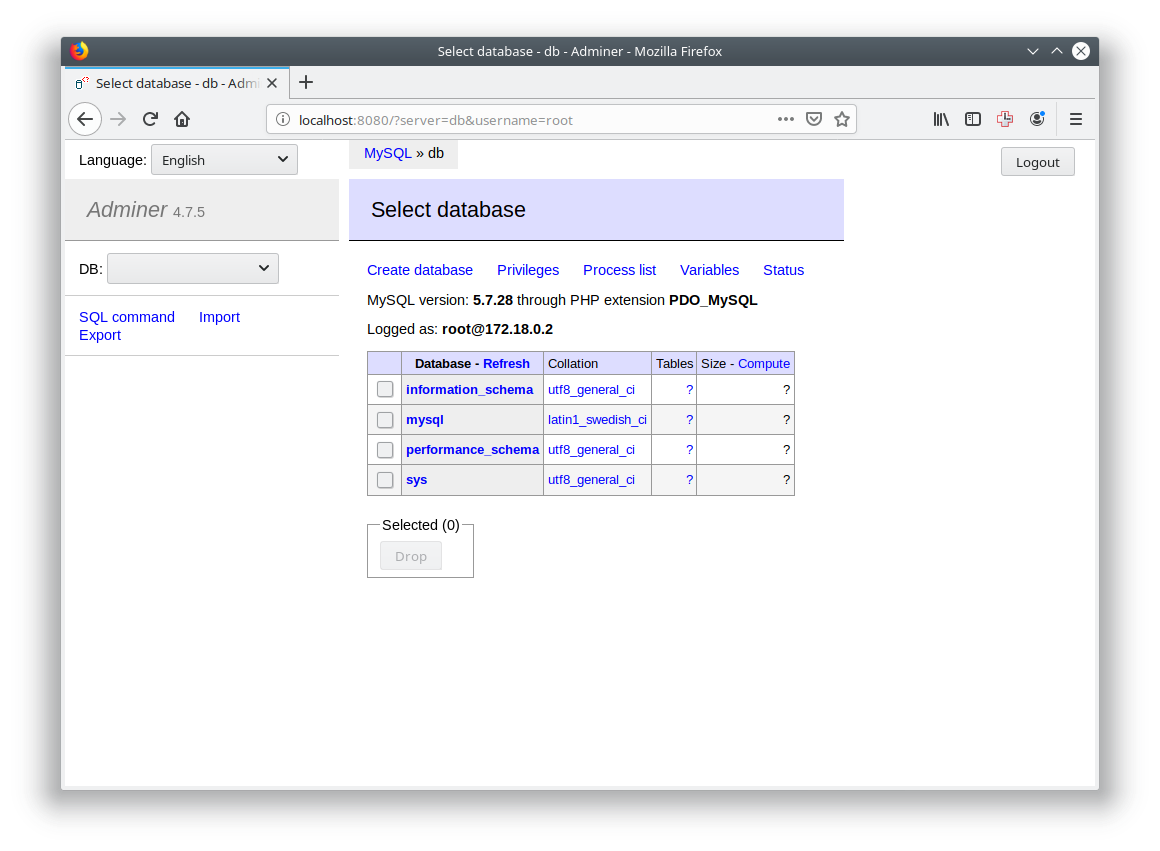 Select database - db - Adminer - Mozilla Firefox
Select database - db - Adm
localhost:8080/?server=db&username=root
Language: English
MySQL » db
Logout
Adminer 4.7.5
Select database
DB:
Create database Privileges Process list Variables Status
MySQL version: 5.7.28 through PHP extension PDO_MySQL
SQL command Import
Export
Logged as: root@172.18.0.2
Database - Refresh Collation Tables Size - Compute
information_schema utf8_general_ci ? ?
mysql latin1_swedish_ci ? ?
performance_schema utf8_general_ci ? ?
sys utf8_general_ci ? ?
Selected (0)
Drop